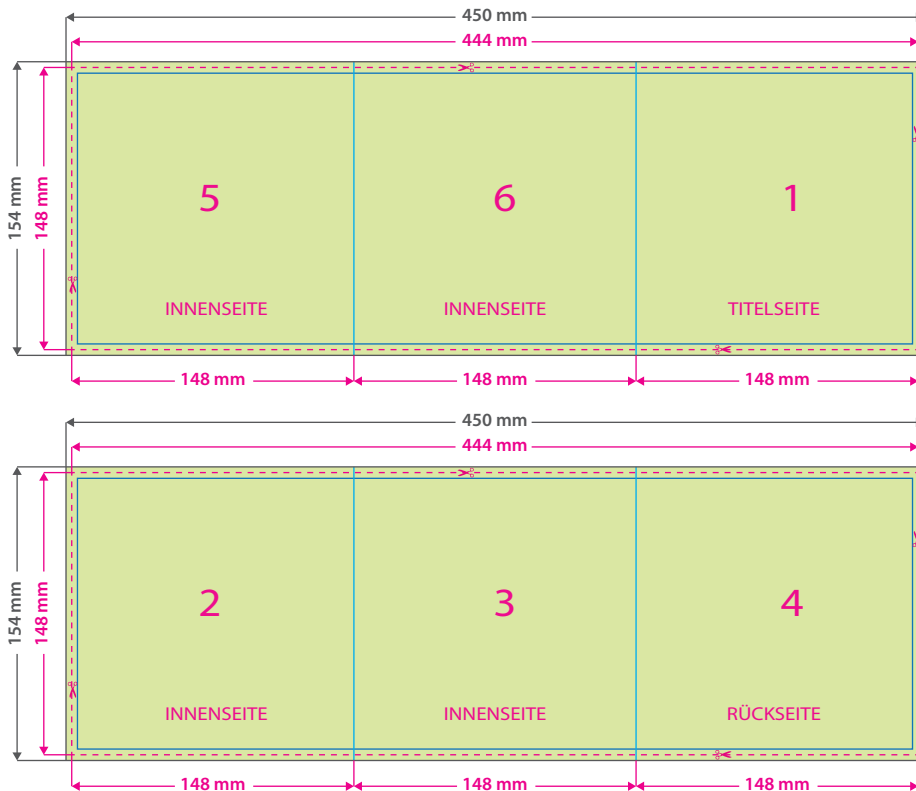 450 mm
444 mm
154 mm
148 mm
5
6
1
INNENSEITE
INNENSEITE
TITELSEITE
148 mm
148 mm
148 mm
450 mm
444 mm
154 mm
148 mm
2
3
4
INNENSEITE
INNENSEITE
RÜCKSEITE
148 mm
148 mm
148 mm